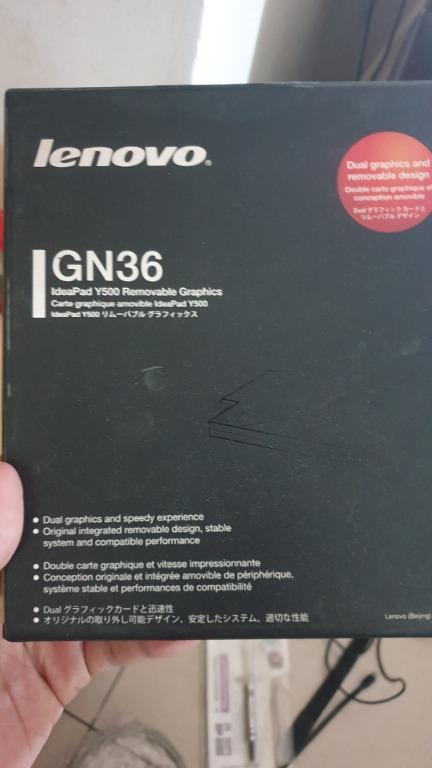 lenovo
Dual graphics and
removable design
Double carte graphique et
conception amovible
Dual グラフィック カードと
リムーバブル デザイン
GN36
IdeaPad Y500 Removable Graphics
Carte graphique amovible IdeaPad Y500
IdeaPad Y500 リムーバブル グラフィックス
• Dual graphics and speedy experience
• Original integrated removable design, stable
system and compatible performance
• Double carte graphique et vitesse impressionnante
• Conception originale et intégrée amovible de périphérique,
système stable et performances de compatibilité
• Dual グラフィックカードと迅速性
• オリジナルの取り外し可能デザイン、安定したシステム、適切な性能
Lenovo (Beijing)